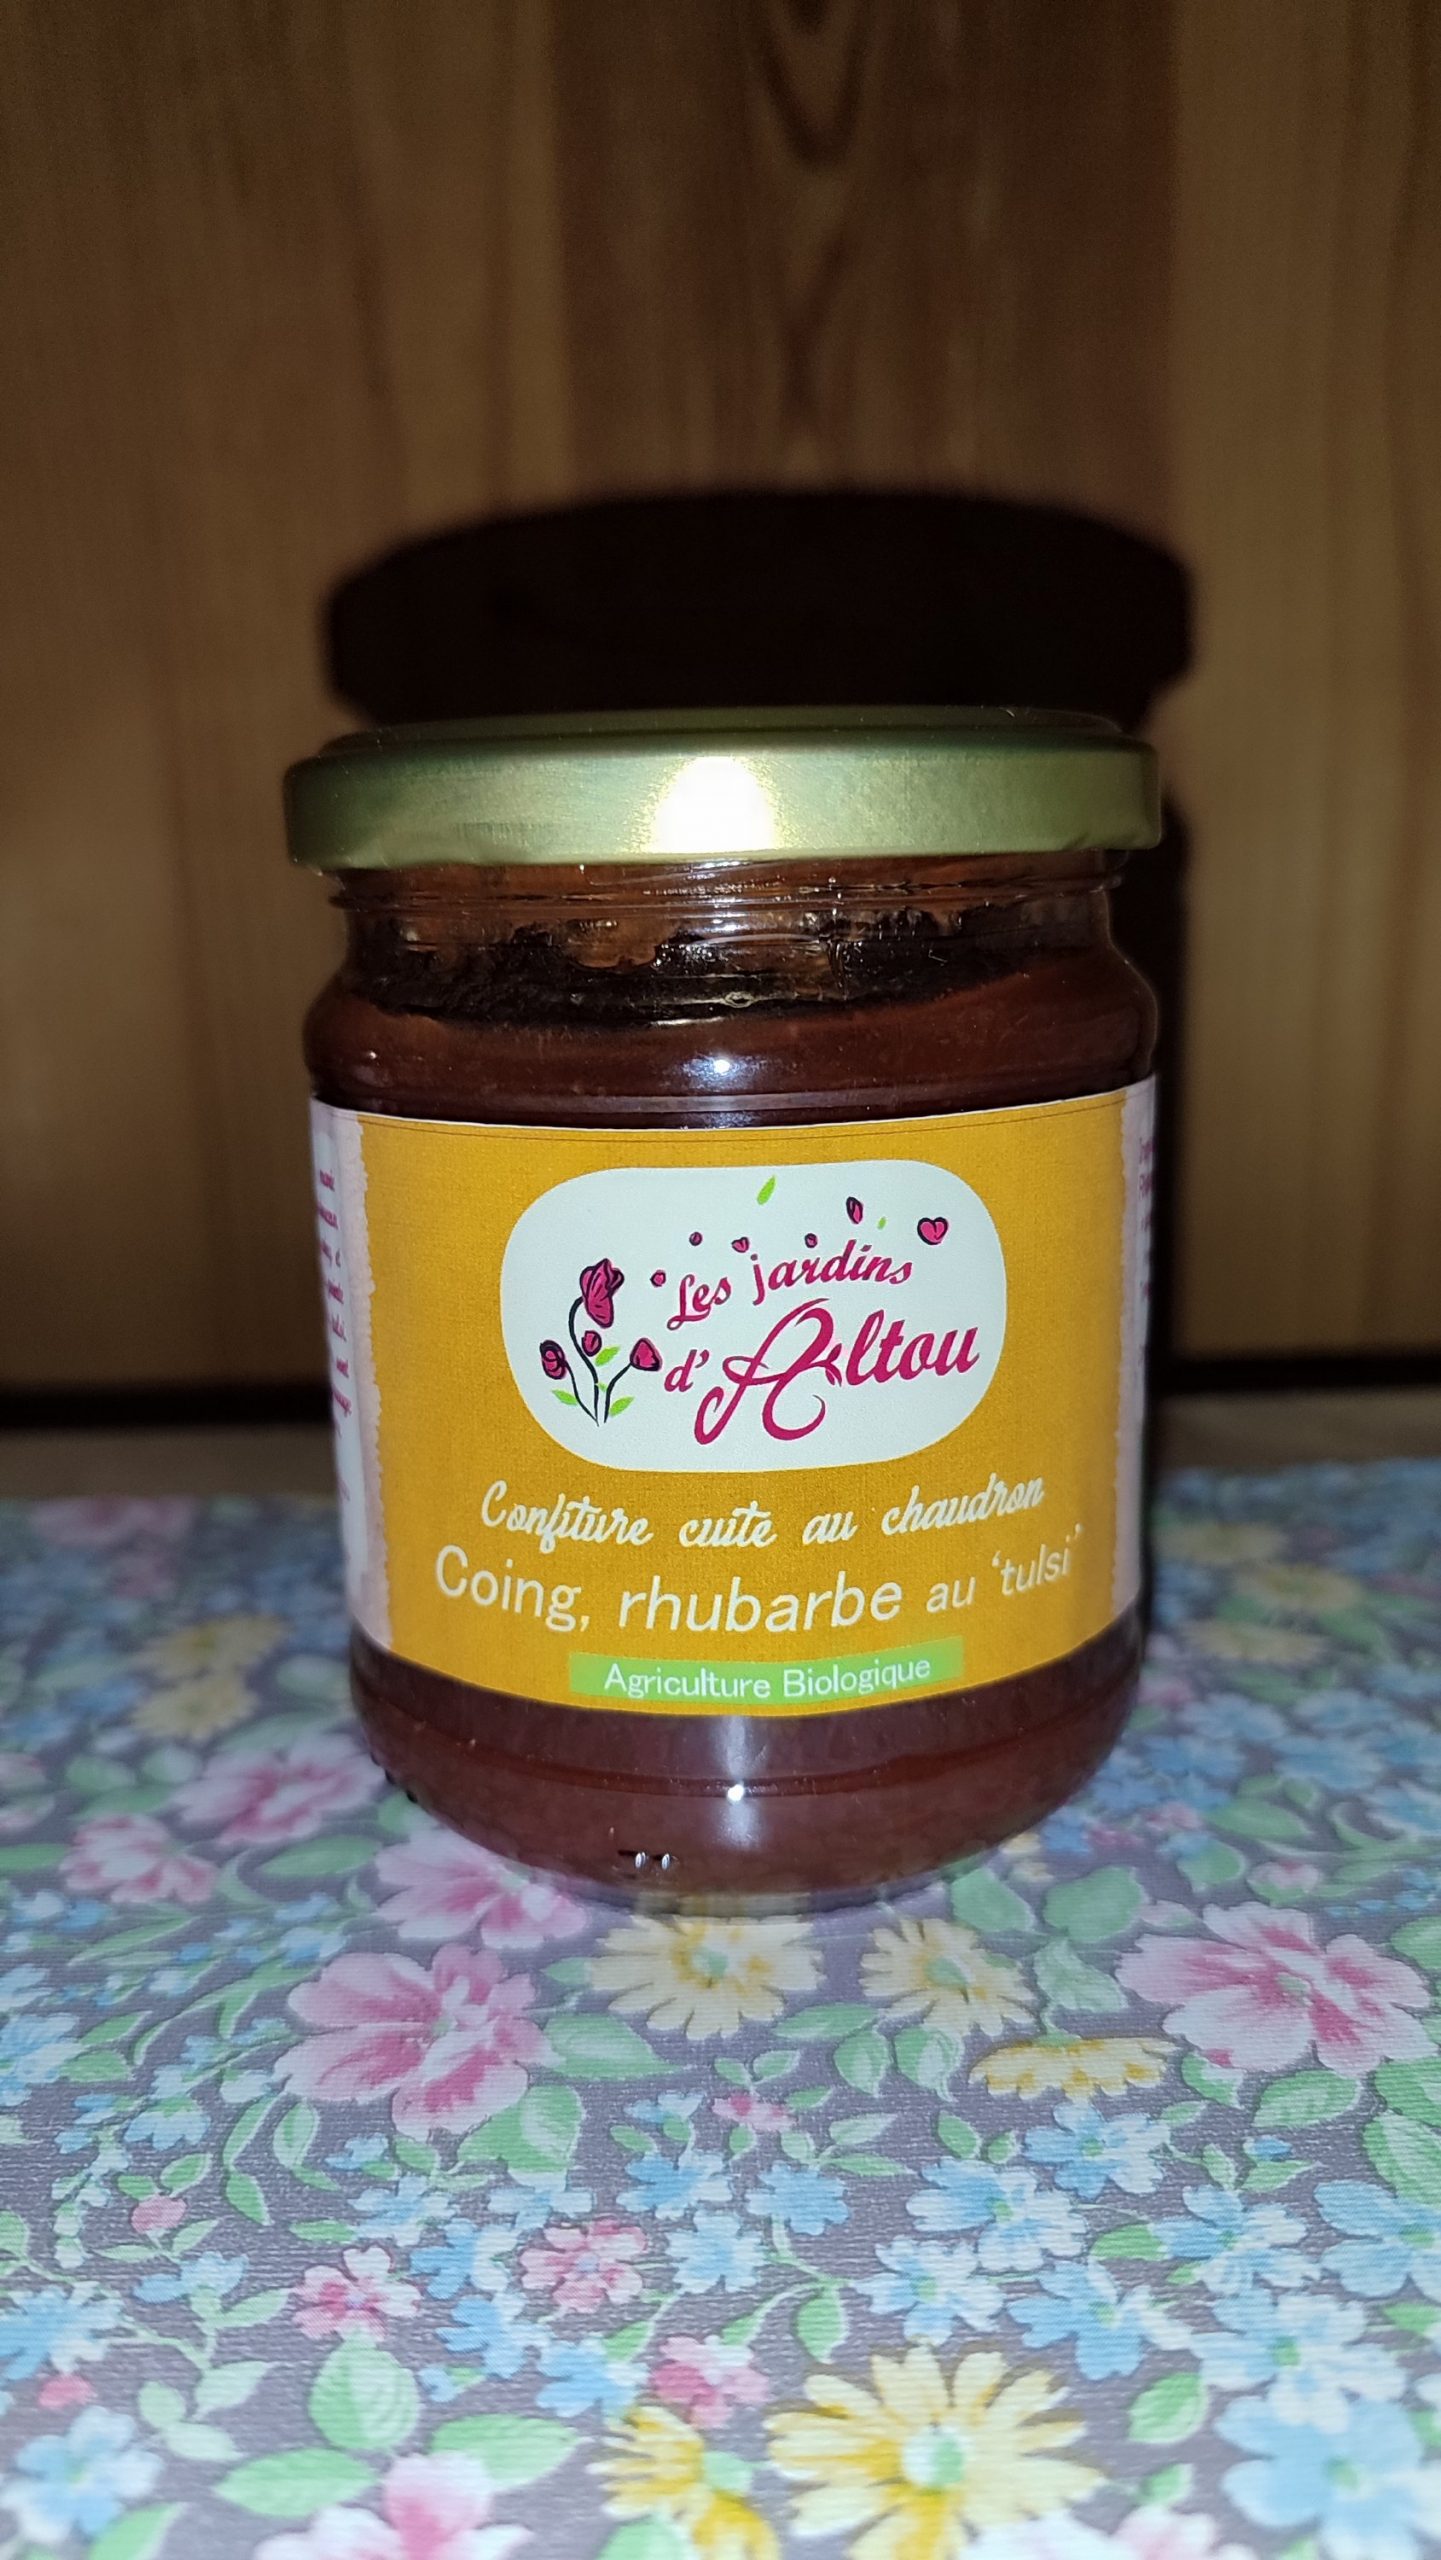 Les jardins
d'Altou
Confiture cuite au chaudron
Coing, rhubarbe au 'tulsi'
Agriculture Biologique